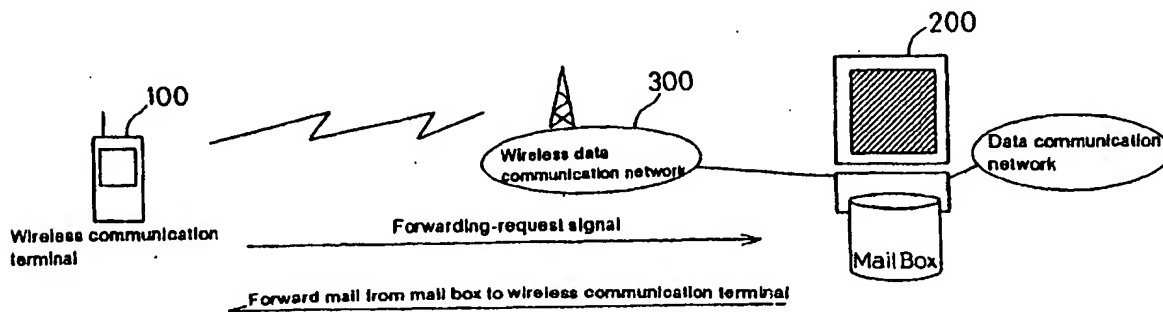 200
100
300
Wireless data
communication network
Data communication
network
Wireless communication
terminal
Forwarding-request signal
Mail Box
Forward mail from mail box to wireless communication terminal